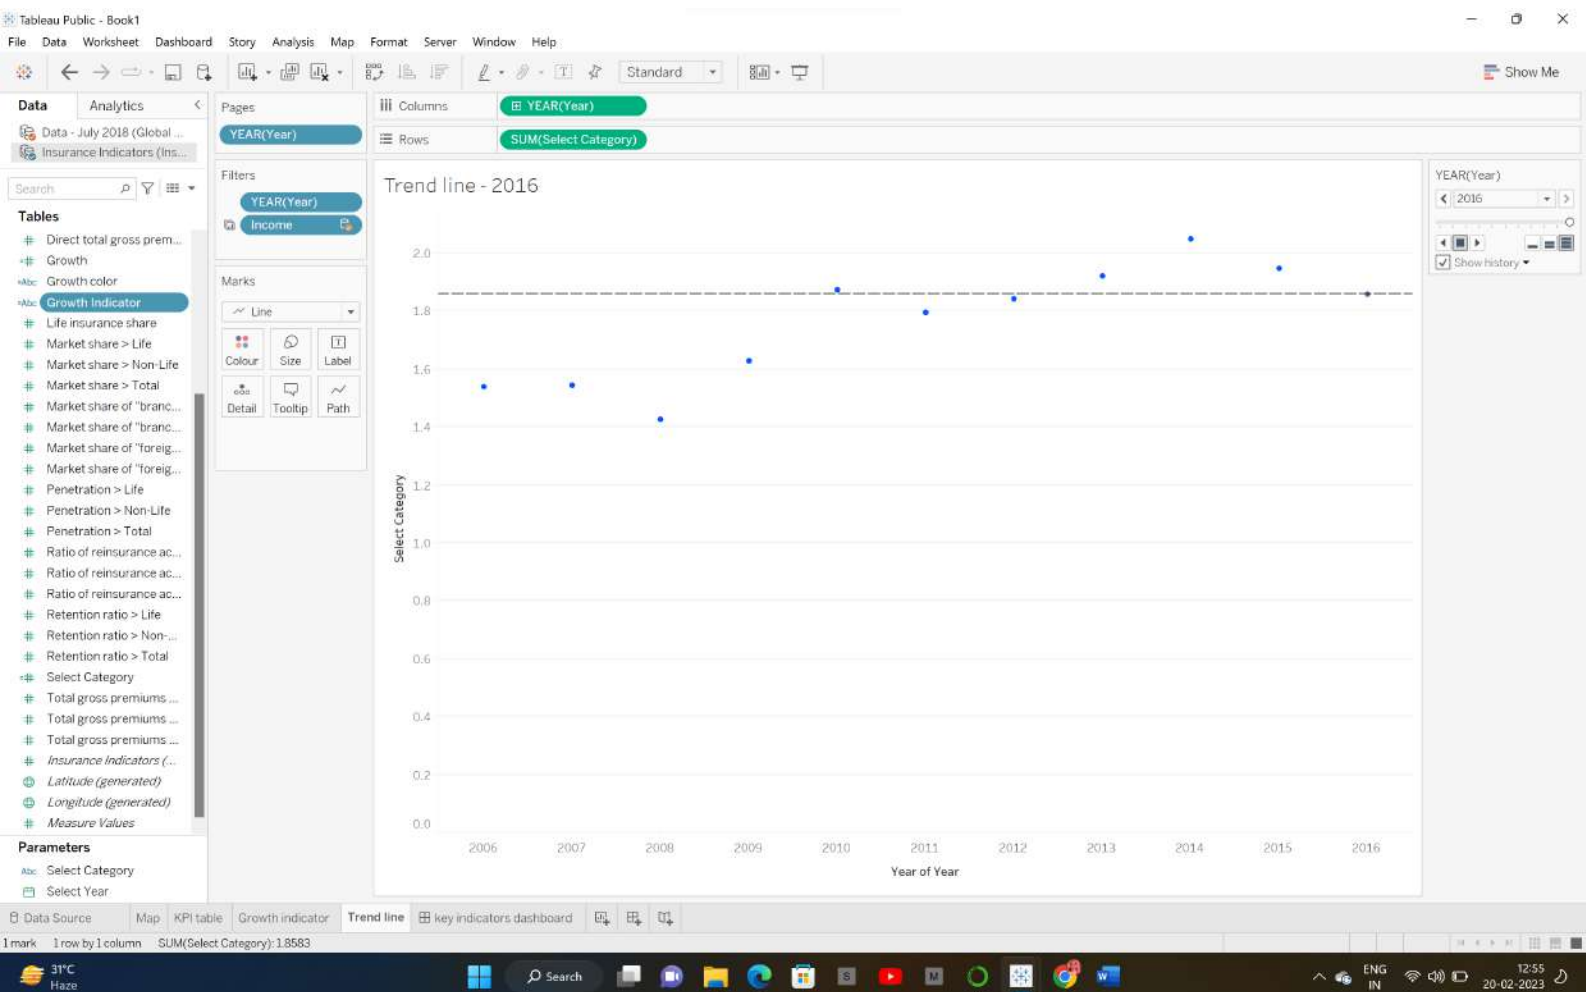 Tableau Public - Book1
File Data Worksheet Dashboard Story Analysis Map Format Server Window Help
Standard
Show Me
Data Analytics
Data - July 2018 (Global ...
Insurance Indicators (Ins...
Search
Tables
Direct total gross prem...
Growth
Abc Growth color
Abc Growth Indicator
Life insurance share
Market share > Life
Market share > Non-Life
Market share > Total
Market share of "branc...
Market share of "branc...
Market share of "foreig...
Market share of "foreig...
Penetration > Life
Penetration > Non-Life
Penetration > Total
Ratio of reinsurance ac...
Ratio of reinsurance ac...
Ratio of reinsurance ac...
Retention ratio > Life
Retention ratio > Non-...
Retention ratio > Total
Select Category
Total gross premiums ...
Total gross premiums ...
Total gross premiums ...
Insurance Indicators (...
Latitude (generated)
Longitude (generated)
Measure Values
Parameters
Abc Select Category
Select Year
Pages
YEAR(Year)
Filters
YEAR(Year)
Income
Marks
Line
Colour Size Label
Detail Tooltip Path
Columns YEAR(Year)
Rows SUM(Select Category)
Trend line - 2016
Select Category
2.0
1.8
1.6
1.4
1.2
1.0
0.8
0.6
0.4
0.2
0.0
2006 2007 2008 2009 2010 2011 2012 2013 2014 2015 2016
Year of Year
YEAR(Year)
2016
Show history
Data Source Map KPI table Growth indicator Trend line key indicators dashboard
1 mark 1 row by 1 column SUM(Select Category): 1.8583
31°C
Haze
Search
ENG
IN
12:55
20-02-2023